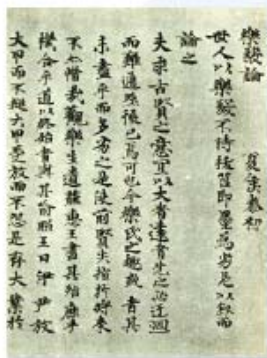 樂毅論 夏侯泰初
世人以樂毅不時拔莒即墨為劣是以叙而
論之
夫求古賢之意宜以大者遠者先之必迂迴
而難通然後已焉可也今樂氏之趣或者其
未盡乎而多劣之是使前賢失指於將來
不亦惜哉觀樂生遺燕惠王書其殆庶乎
機合乎道以終始者與其喻昭王曰伊尹放
大甲而不疑大甲受放而不怨是存大業於